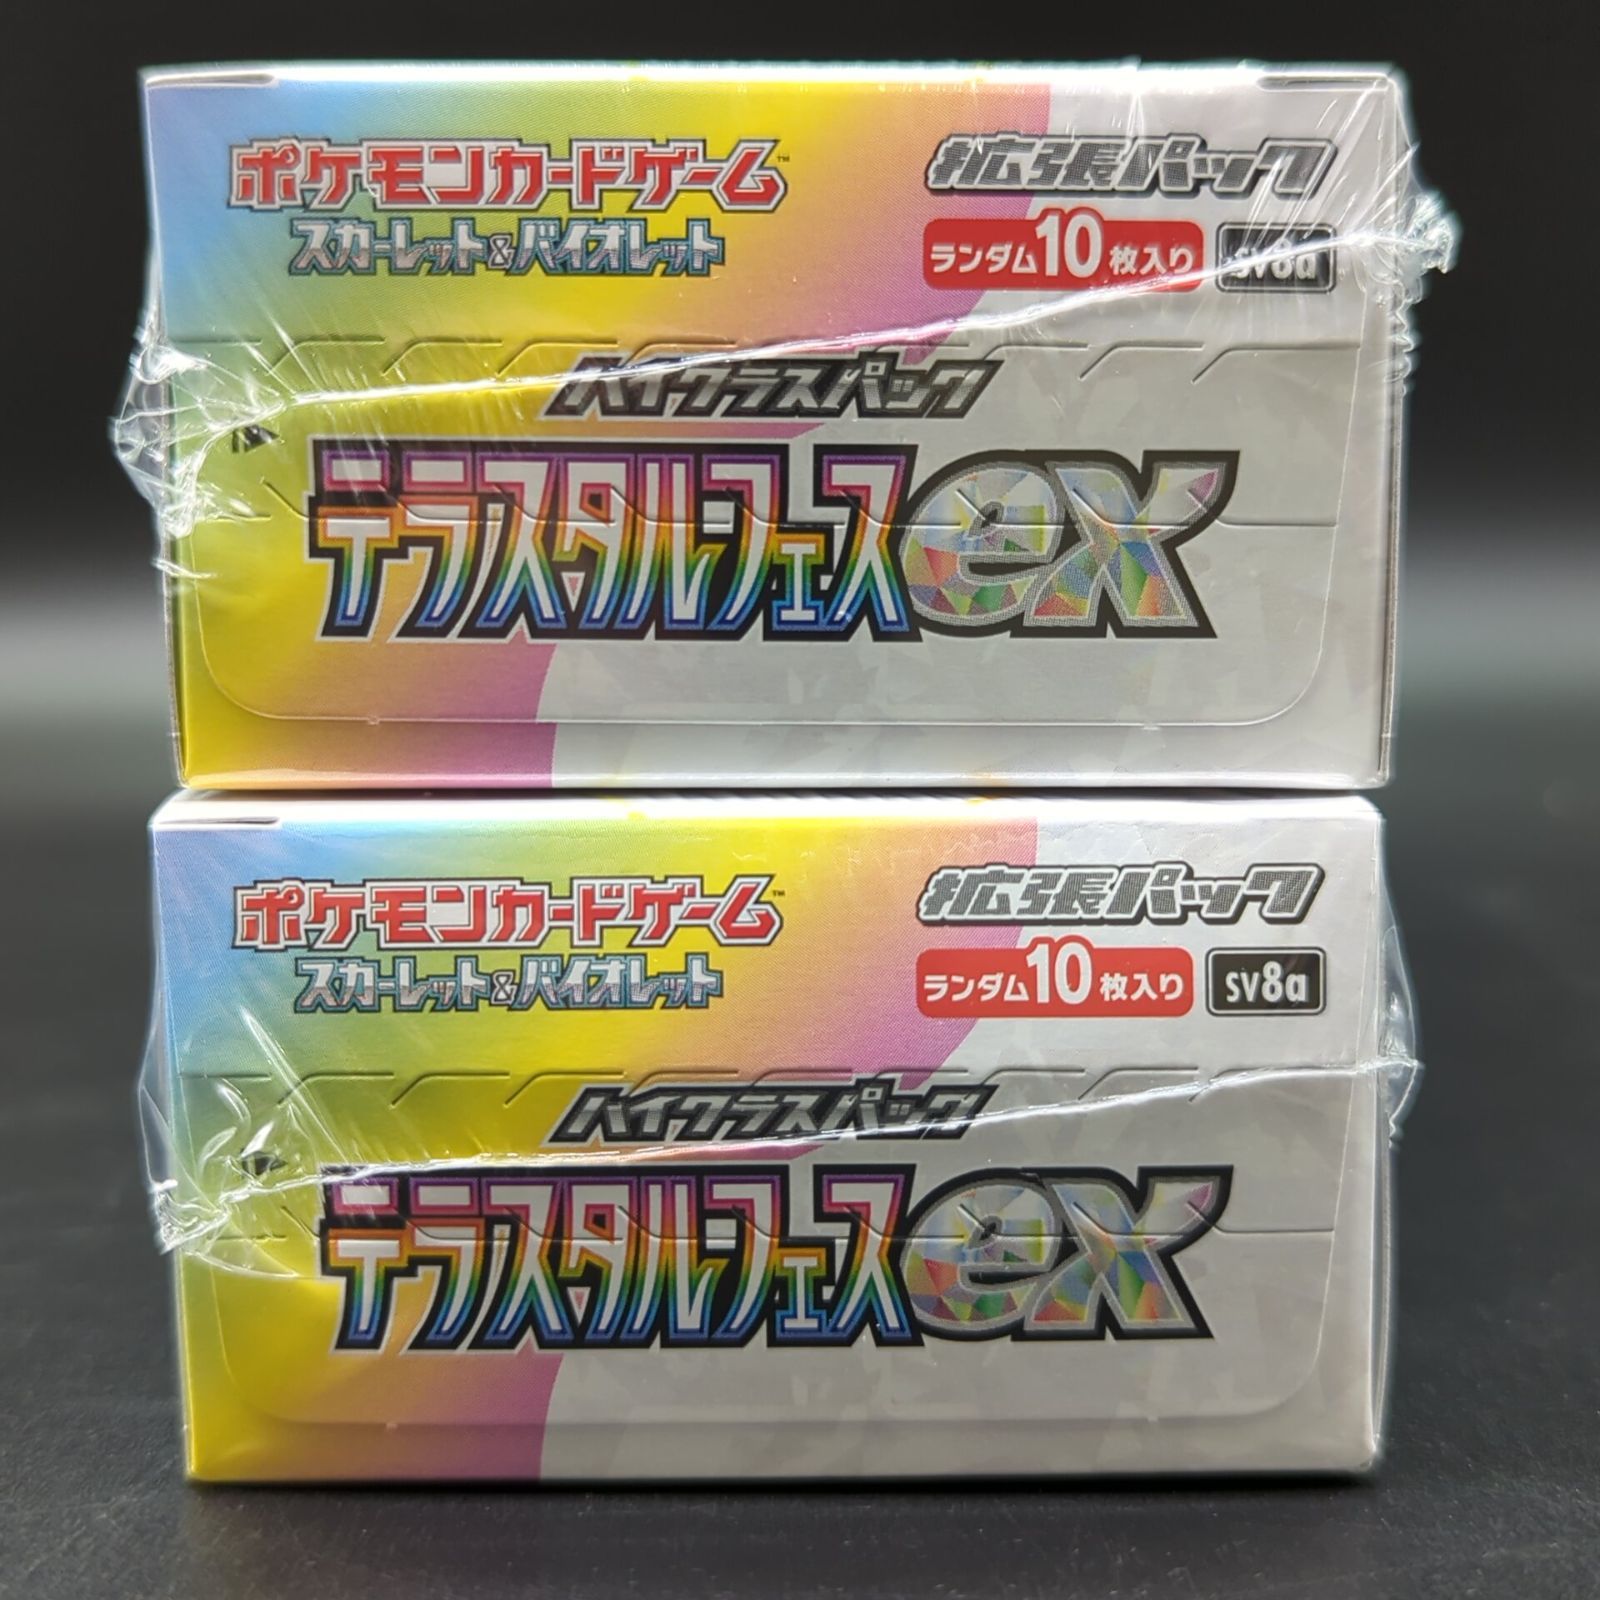 ポケモンカードゲーム™
スカーレット&バイオレット
拡張パック
ランダム10枚入り sv8a
ハイクラスパック
テラスタルフェスex
ポケモンカードゲーム™
スカーレット&バイオレット
拡張パック
ランダム10枚入り sv8a
ハイクラスパック
テラスタルフェスex